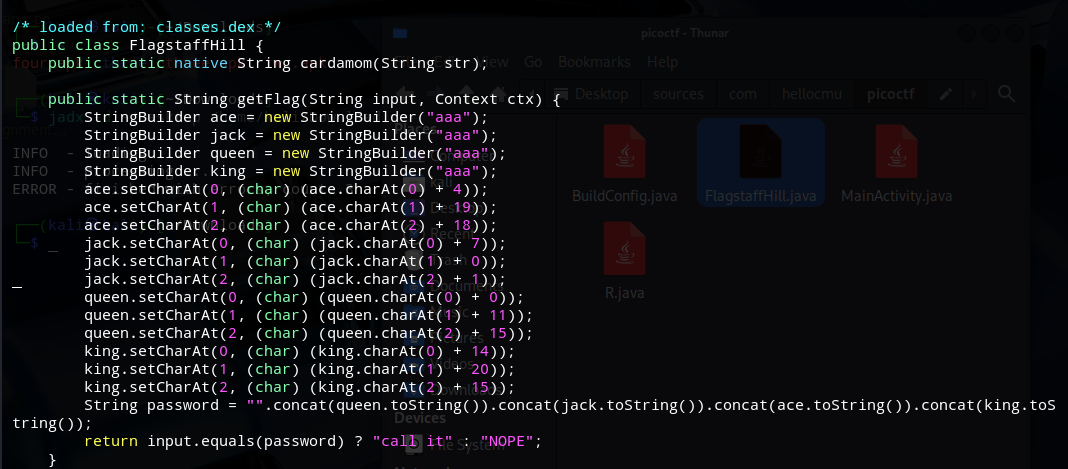 /* loaded from: classes.dex */
public class FlagstaffHill {
    public static native String cardamom(String str);
    public static String getFlag(String input, Context ctx) {
        StringBuilder ace = new StringBuilder("aaa");
        StringBuilder jack = new StringBuilder("aaa");
        StringBuilder queen = new StringBuilder("aaa");
        StringBuilder king = new StringBuilder("aaa");
        ace.setCharAt(0, (char) (ace.charAt(0) + 4));
        ace.setCharAt(1, (char) (ace.charAt(1) + 19));
        ace.setCharAt(2, (char) (ace.charAt(2) + 18));
        jack.setCharAt(0, (char) (jack.charAt(0) + 7));
        jack.setCharAt(1, (char) (jack.charAt(1) + 0));
        jack.setCharAt(2, (char) (jack.charAt(2) + 1));
        queen.setCharAt(0, (char) (queen.charAt(0) + 0));
        queen.setCharAt(1, (char) (queen.charAt(1) + 11));
        queen.setCharAt(2, (char) (queen.charAt(2) + 15));
        king.setCharAt(0, (char) (king.charAt(0) + 14));
        king.setCharAt(1, (char) (king.charAt(1) + 20));
        king.setCharAt(2, (char) (king.charAt(2) + 15));
        String password = "".concat(queen.toString()).concat(jack.toString()).concat(ace.toString()).concat(king.toS
tring());
        return input.equals(password) ? "call it" : "NOPE";
    }
picoctf - Thunar
Go Bookmarks Help
Desktop sources com hellocmu picoctf
BuildConfig.java FlagstaffHill.java MainActivity.java
R.java
INFO -
INFO -
ERROR -
Devices
File System